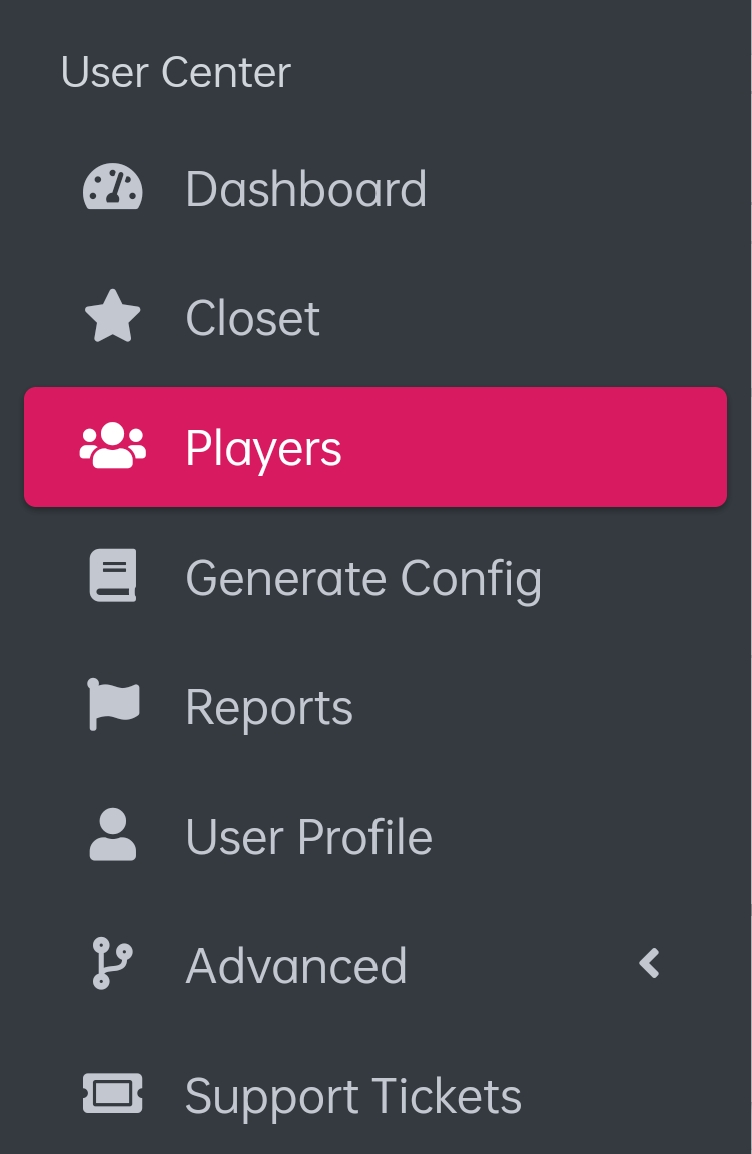 User Center
Dashboard
Closet
Players
Generate Config
Reports
User Profile
Advanced
Support Tickets